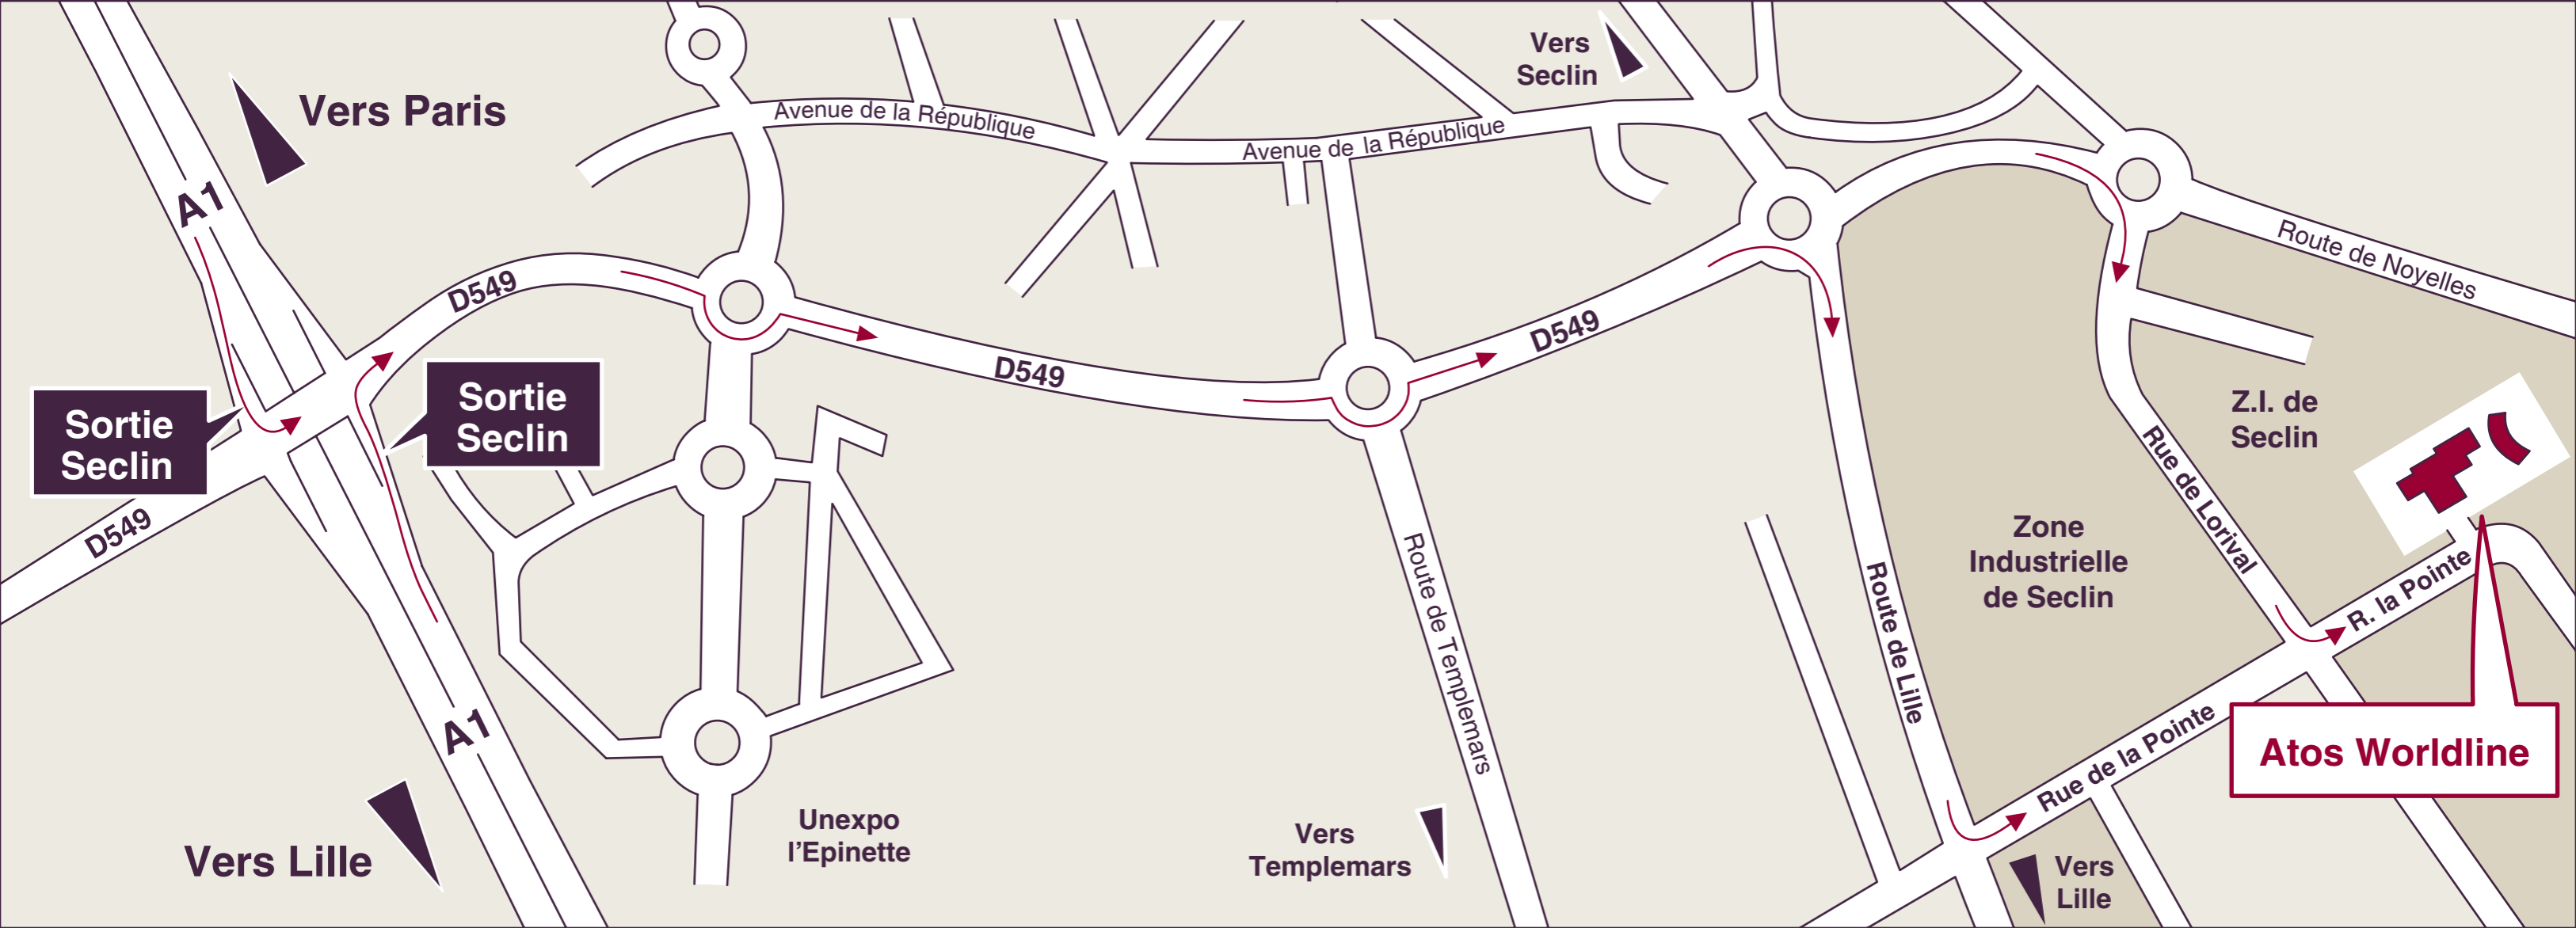 Vers
Seclin
Vers Paris
Avenue de la République
Avenue de la République
A1
Route de Noyelles
D549
D549
D549
Sortie
Seclin
Sortie
Seclin
Z.I. de
Seclin
D549
Rue de Lorival
Zone
Industrielle
de Seclin
Route de Templemars
Route de Lille
R. la Pointe
A1
Rue de la Pointe
Atos Worldline
Unexpo
l'Epinette
Vers
Templemars
Vers Lille
Vers
Lille